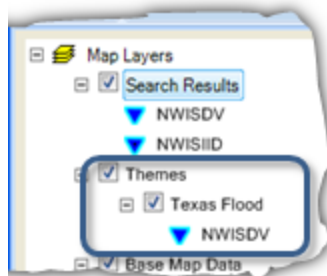 Map Layers
Search Results
NWISDV
NWISIID
Themes
Texas Flood
NWISDV
Base Map Data